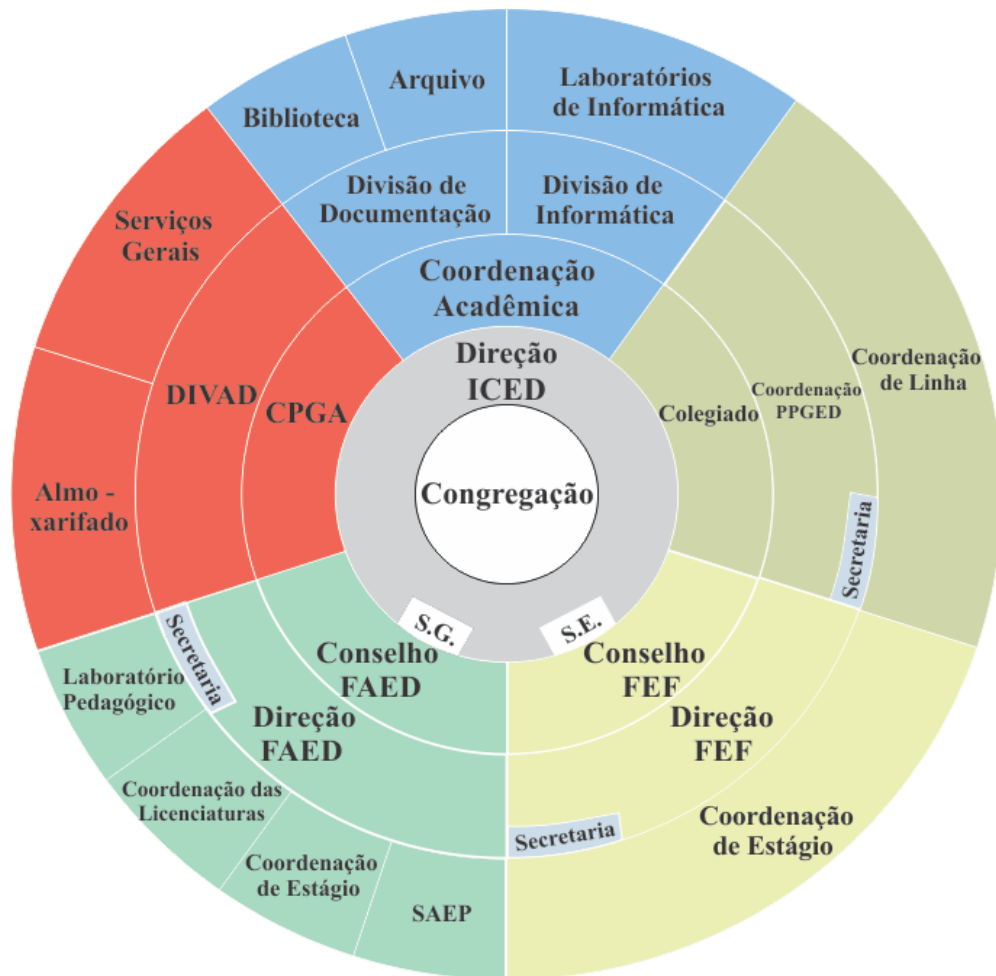 Arquivo
Biblioteca
Laboratórios
de Informática
Divisão de
Documentação
Divisão de
Informática
Coordenação
Acadêmica
Serviços
Gerais
DIVAD
CPGA
Almo -
xarifado
Direção
ICED
Congregação
S.G.
S.E.
Colegiado
Coordenação
PPGED
Coordenação
de Linha
Secretaria
Conselho
FAED
Direção
FAED
Secretaria
Laboratório
Pedagógico
Coordenação das
Licenciaturas
Coordenação
de Estágio
SAEP
Conselho
FEF
Direção
FEF
Secretaria
Coordenação
de Estágio